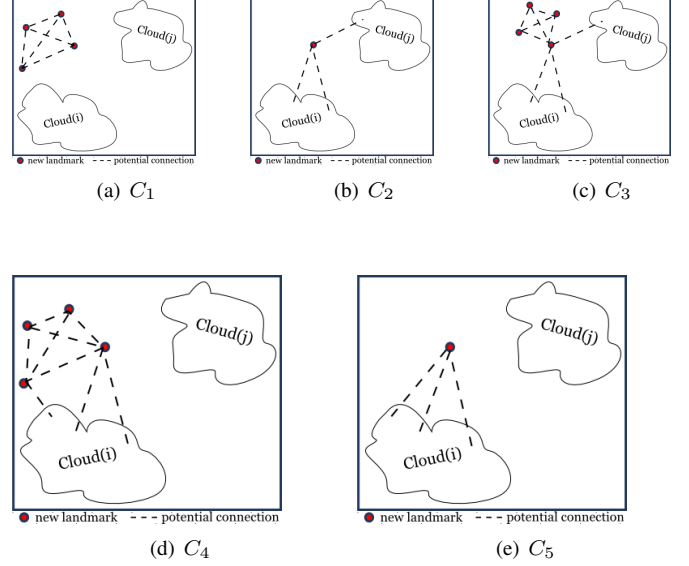 Cloud(j)
Cloud(i)
new landmark potential connection
(a) C1
Cloud(j)
Cloud(i)
new landmark potential connection
(b) C2
Cloud(j)
Cloud(i)
new landmark potential connection
(c) C3
Cloud(j)
Cloud(i)
new landmark potential connection
(d) C4
Cloud(j)
Cloud(i)
new landmark potential connection
(e) C5